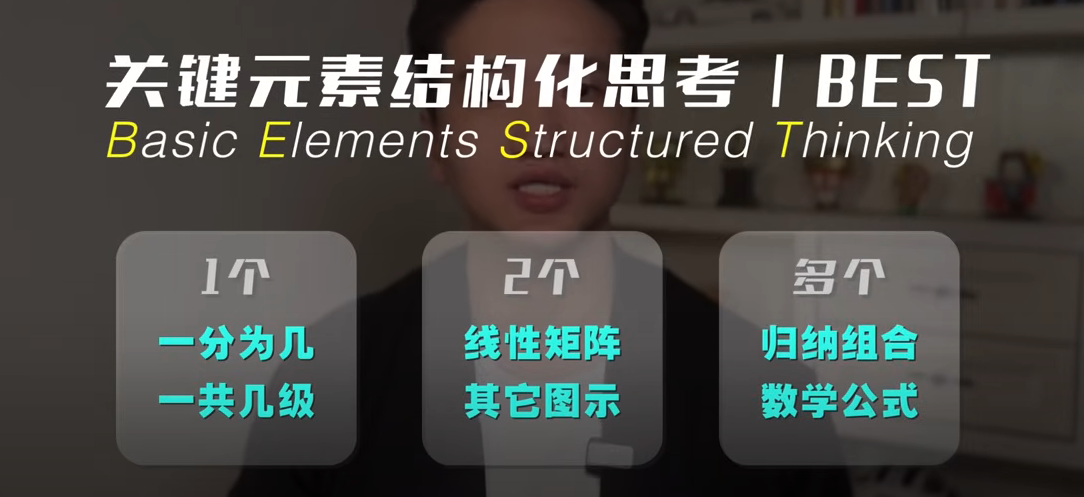 关键元素结构化思考 | BEST
Basic Elements Structured Thinking
1个
一分为几
一共几级
2个
线性矩阵
其它图示
多个
归纳组合
数学公式